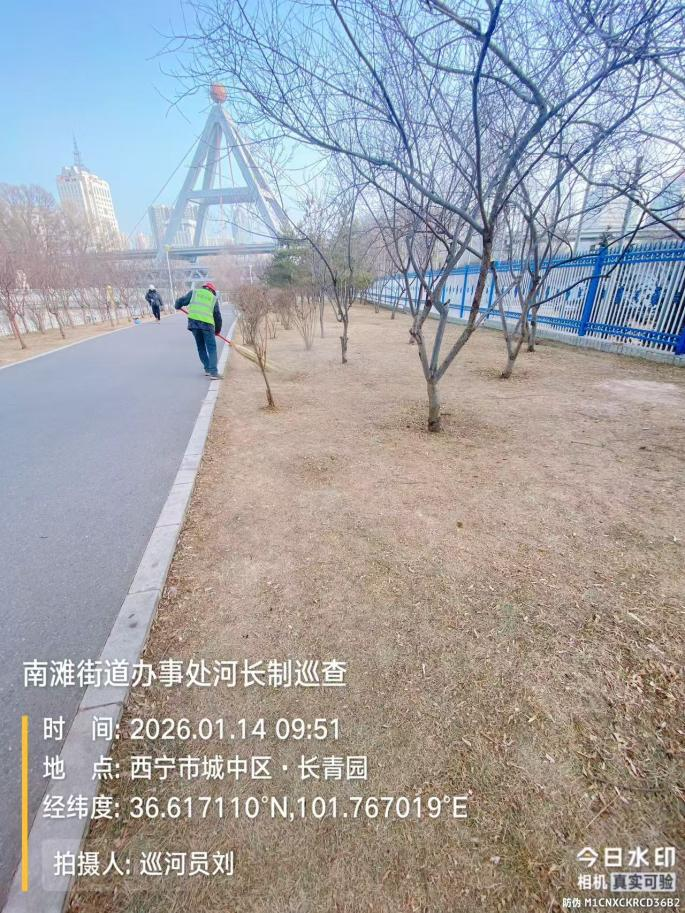 南滩街道办事处河长制巡查
时 间: 2026.01.14 09:51
地 点: 西宁市城中区·长青园
经纬度: 36.617110°N,101.767019°E
拍摄人: 巡河员刘
今日水印
相机 真实可验
防伪 M1CNXCKRCD36B2